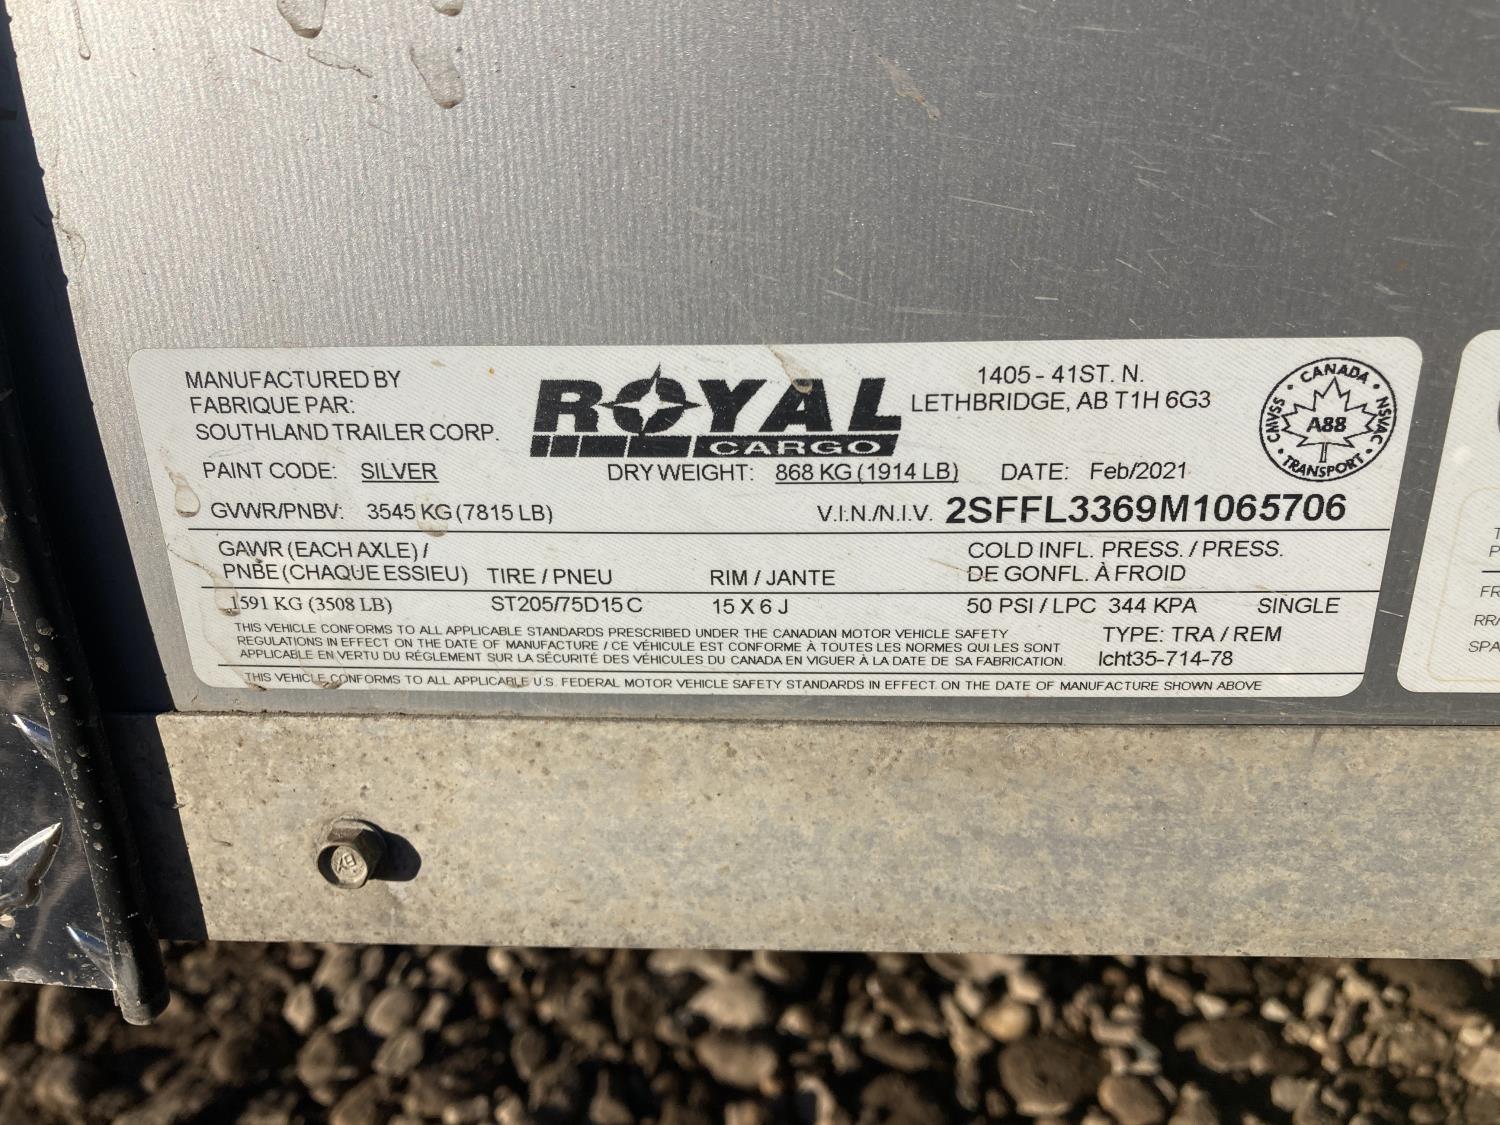 MANUFACTURED BY
FABRIQUE PAR:
SOUTHLAND TRAILER CORP.
ROYAL
CARGO
1405 - 41ST. N.
LETHBRIDGE, AB T1H 6G3
CANADA
CMVSS
NSVAC
A88
TRANSPORT
PAINT CODE: SILVER DRY WEIGHT: 868 KG (1914 LB) DATE: Feb/2021
GVWR/PNBV: 3545 KG (7815 LB) V.I.N./N.I.V. 2SFFL3369M1065706
GAWR (EACH AXLE) /
PNBE (CHAQUE ESSIEU) TIRE / PNEU RIM / JANTE
COLD INFL. PRESS. / PRESS.
DE GONFL. À FROID
1591 KG (3508 LB) ST205/75D15 C 15 X 6 J 50 PSI / LPC 344 KPA SINGLE
THIS VEHICLE CONFORMS TO ALL APPLICABLE STANDARDS PRESCRIBED UNDER THE CANADIAN MOTOR VEHICLE SAFETY
REGULATIONS IN EFFECT ON THE DATE OF MANUFACTURE / CE VÉHICULE EST CONFORME À TOUTES LES NORMES QUI LES SONT
APPLICABLE EN VERTU DU RÉGLEMENT SUR LA SÉCURITÉ DES VÉHICULES DU CANADA EN VIGUER À LA DATE DE SA FABRICATION.
TYPE: TRA / REM
lcht35-714-78
THIS VEHICLE CONFORMS TO ALL APPLICABLE U.S. FEDERAL MOTOR VEHICLE SAFETY STANDARDS IN EFFECT ON THE DATE OF MANUFACTURE SHOWN ABOVE